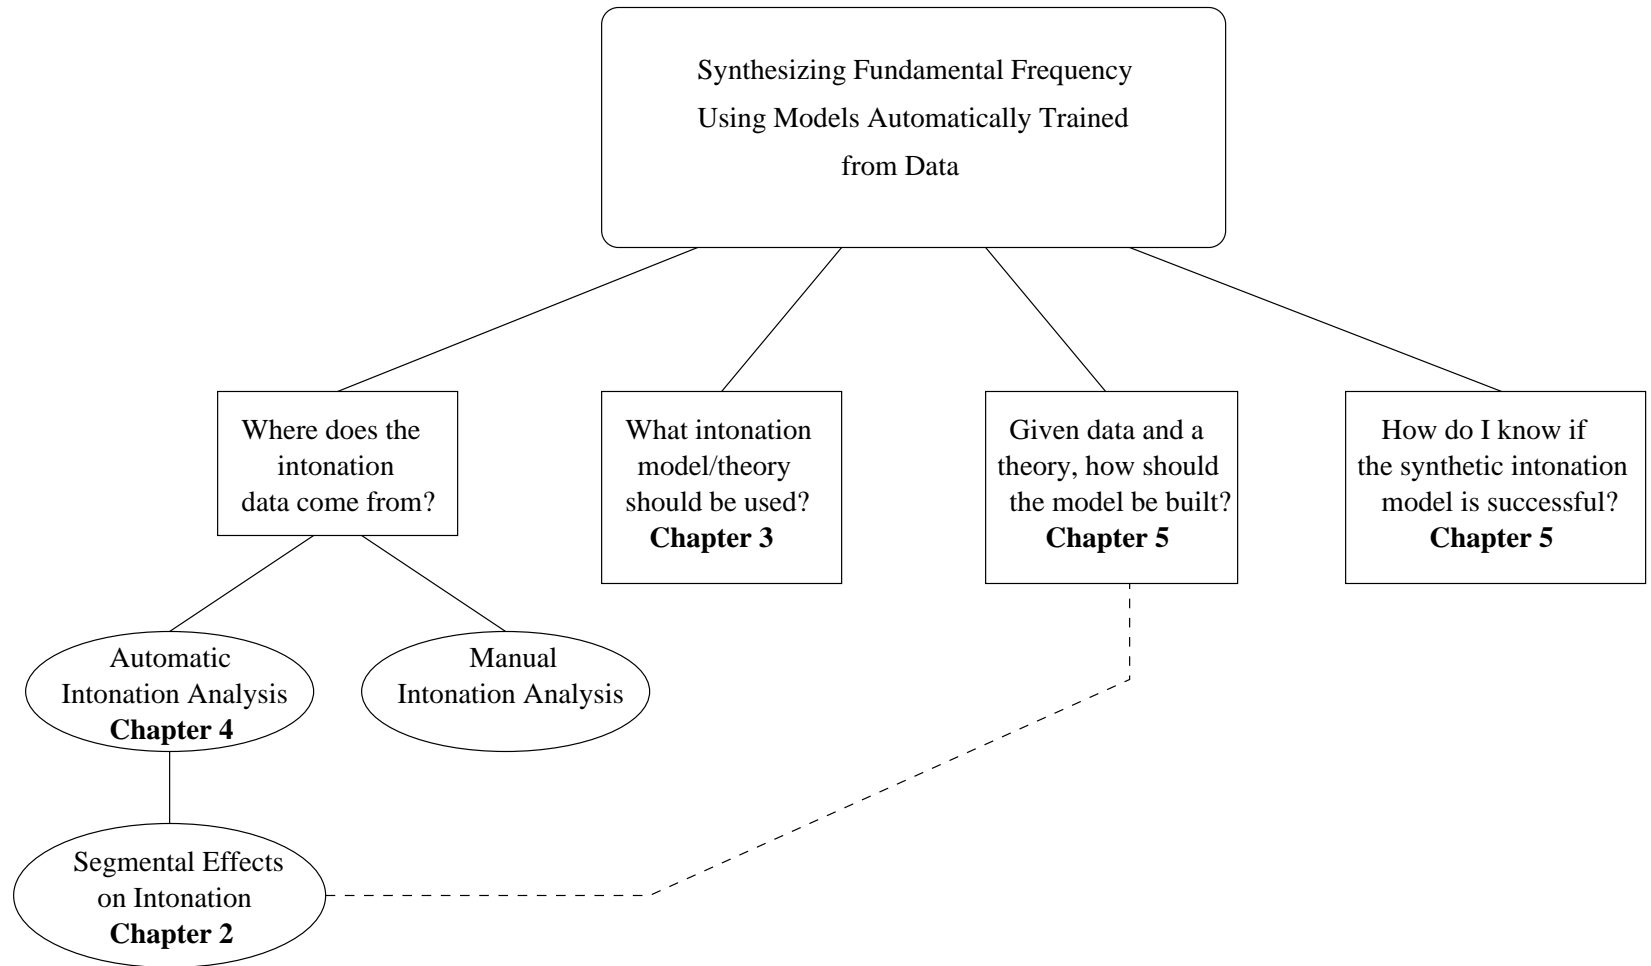 Synthesizing Fundamental Frequency
Using Models Automatically Trained
from Data
Where does the
intonation
data come from?
What intonation
model/theory
should be used?
Chapter 3
Given data and a
theory, how should
the model be built?
Chapter 5
How do I know if
the synthetic intonation
model is successful?
Chapter 5
Automatic
Intonation Analysis
Chapter 4
Manual
Intonation Analysis
Segmental Effects
on Intonation
Chapter 2